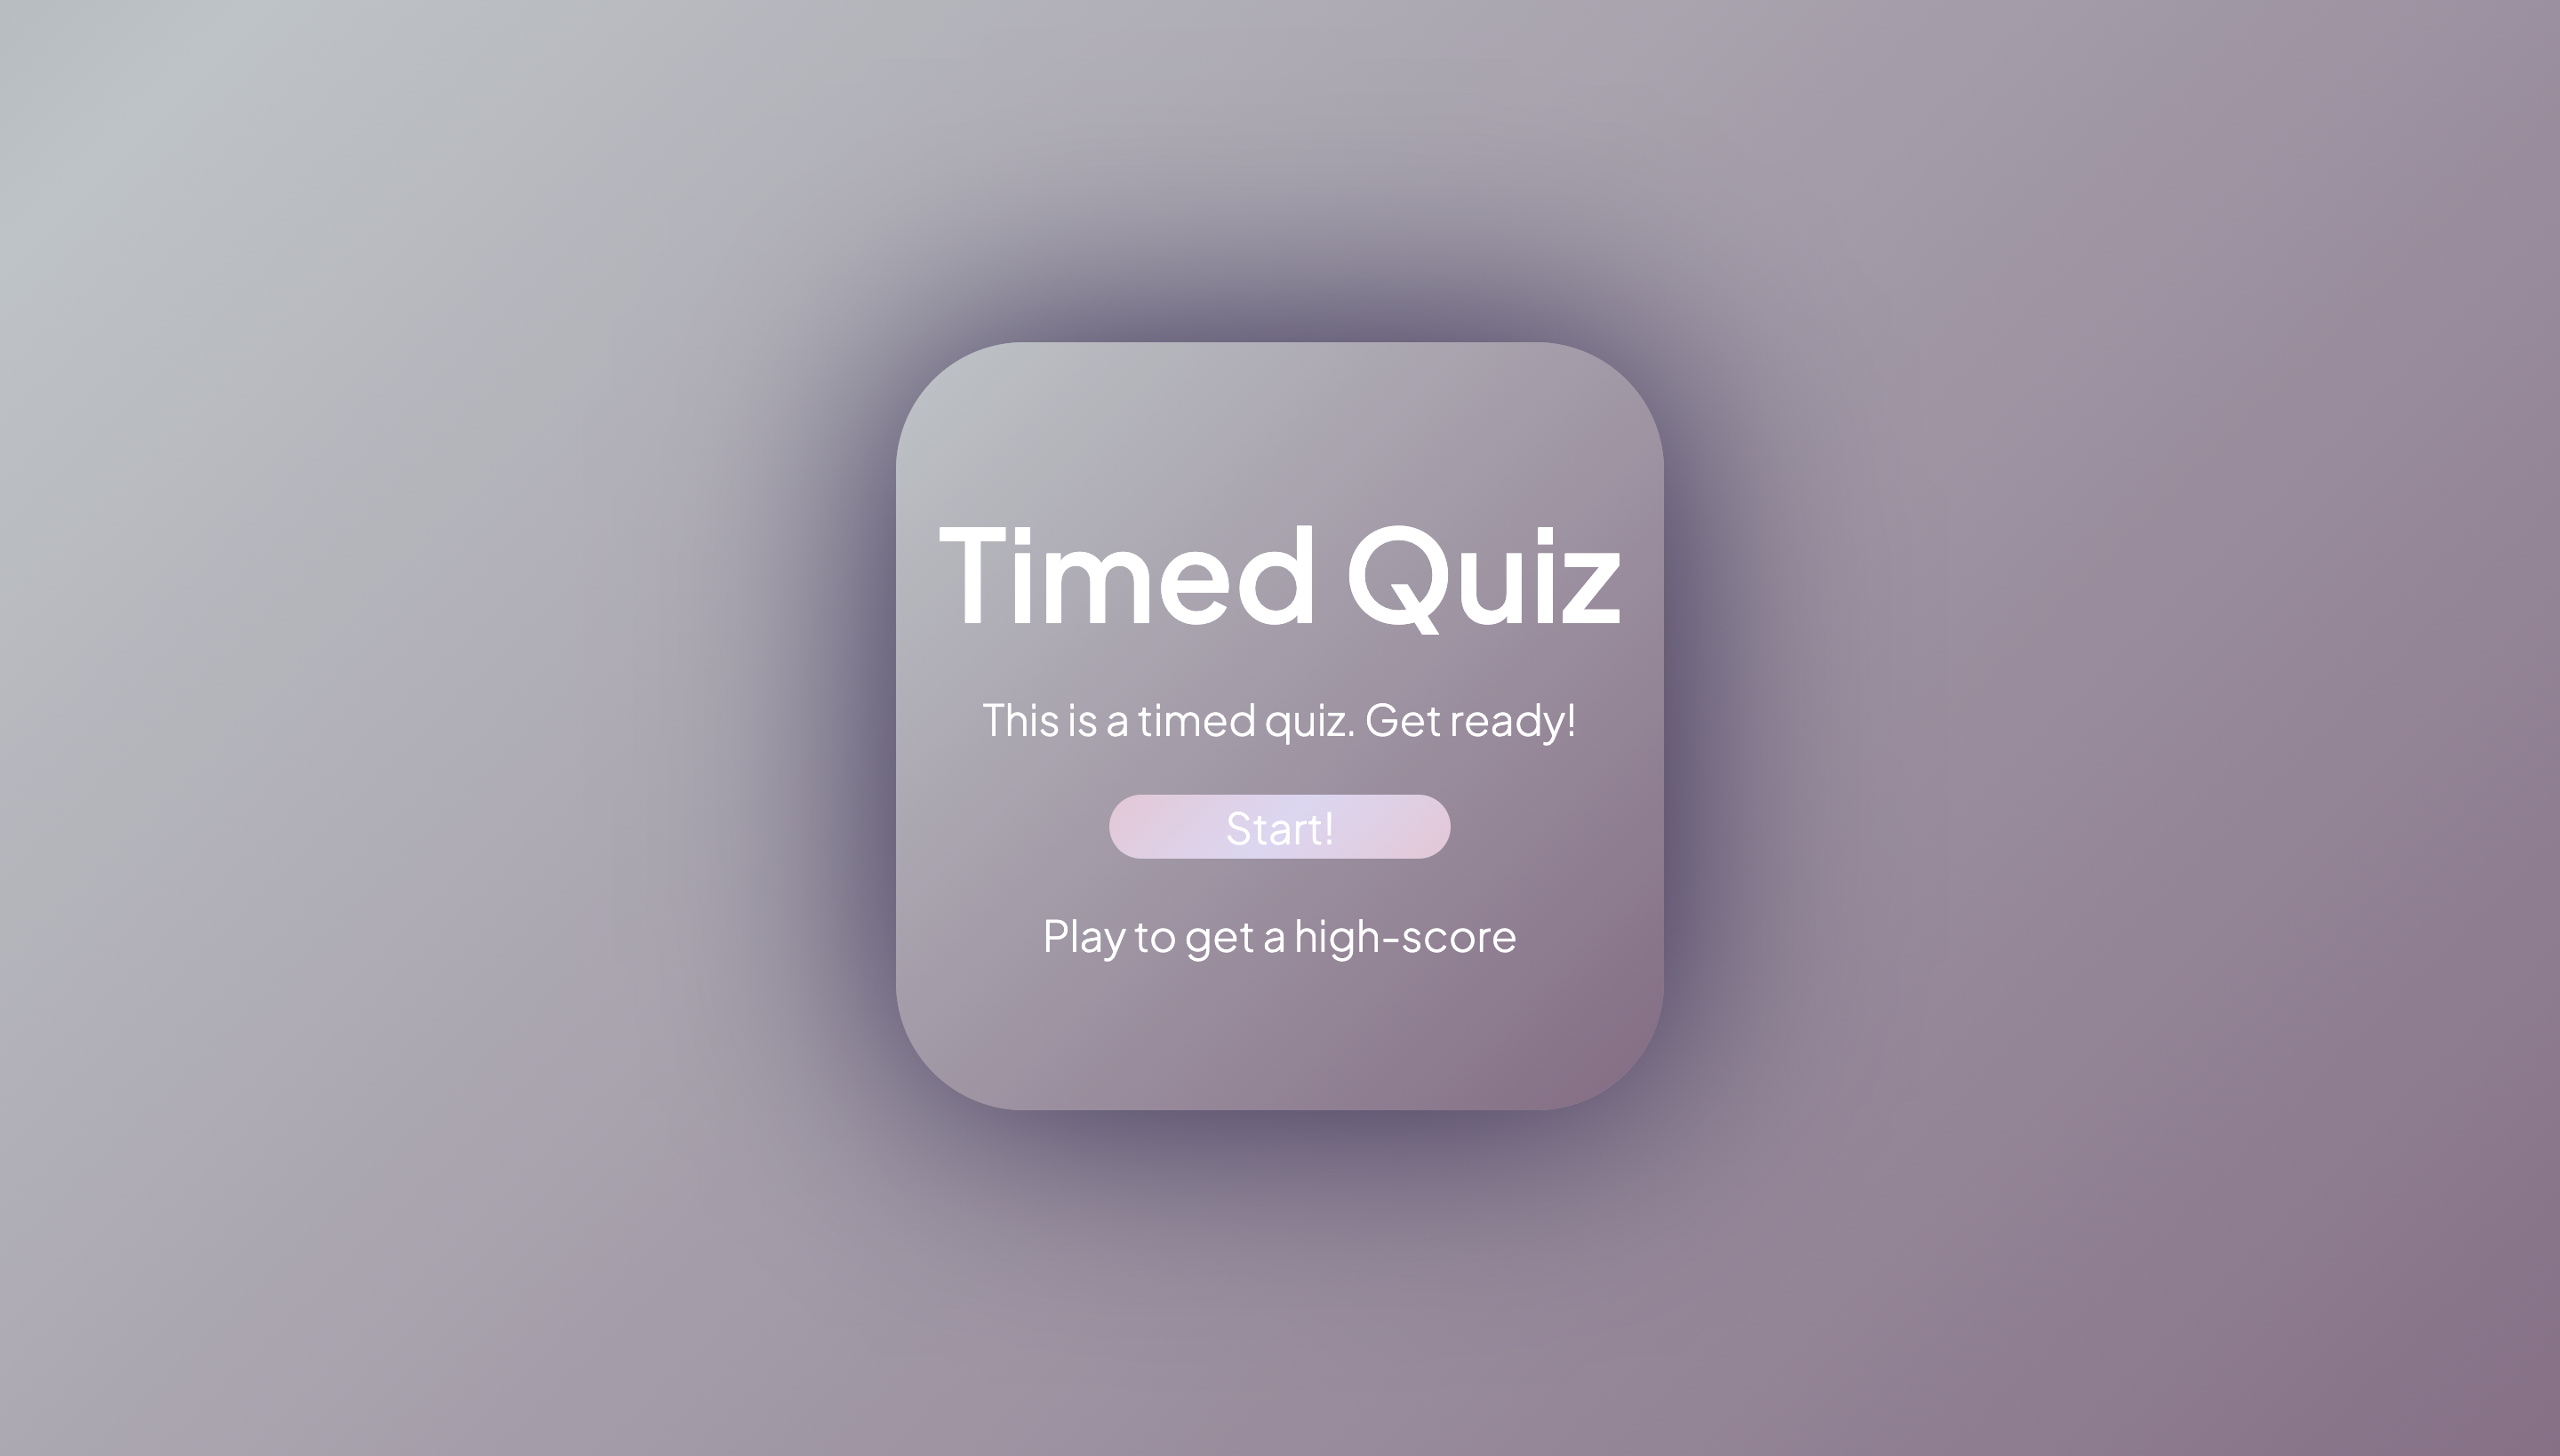 Timed Quiz
This is a timed quiz. Get ready!
Start!
Play to get a high-score